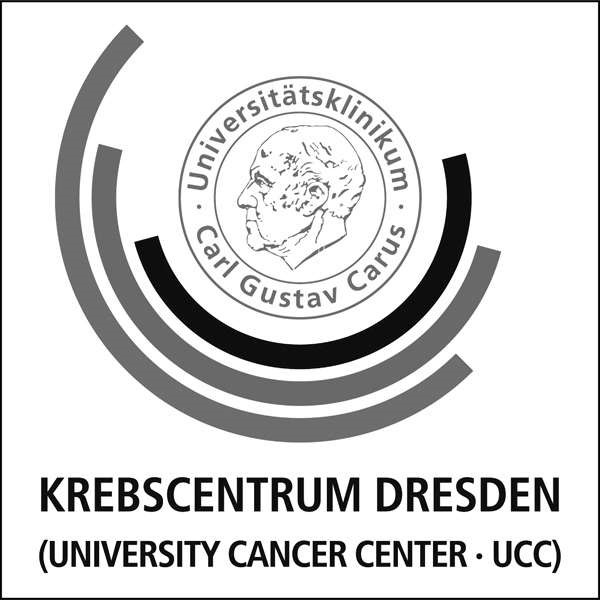 · Universitätsklinikum ·
Carl Gustav Carus
KREBSCENTRUM DRESDEN
(UNIVERSITY CANCER CENTER · UCC)